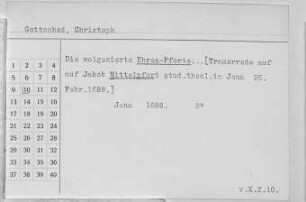 Gottsched, Christoph
Die wolgezierte Ehren-Pforte...[Trauerrede auf
auf Jakob Mittelpfort stud.theol.in Jena 25.
Febr.1688.]
Jena 1688. 2°
1 2 3 4
5 6 7 8
9 10 11 12
13 14 15 16
17 18 19 20
21 22 23 24
25 26 27 28
29 30 31 32
33 34 35 36
37 38 39 40
v.X.f.10.